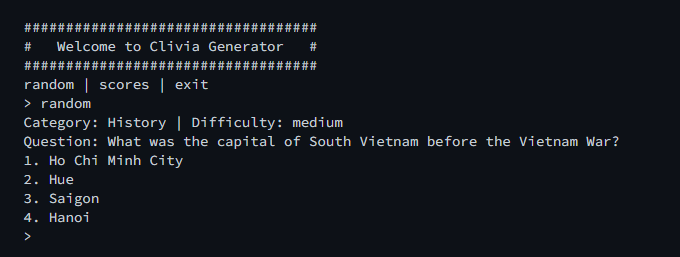 ###################################
#   Welcome to Clivia Generator   #
###################################
random | scores | exit
> random
Category: History | Difficulty: medium
Question: What was the capital of South Vietnam before the Vietnam War?
1. Ho Chi Minh City
2. Hue
3. Saigon
4. Hanoi
>